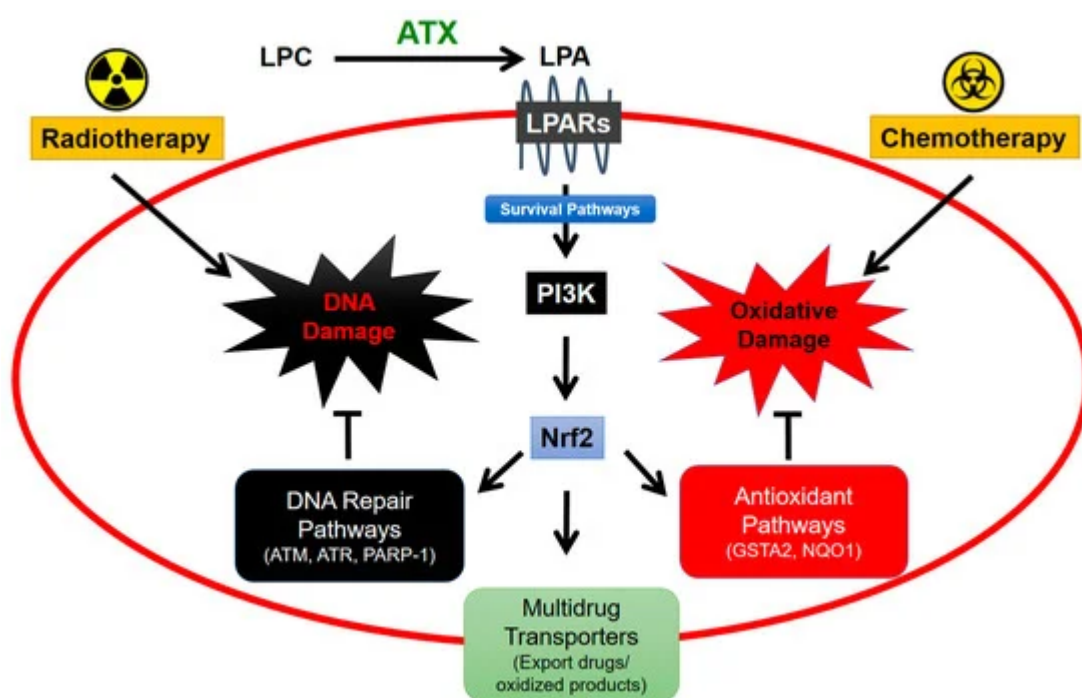 ATX
LPC
LPA
LPARs
Radiotherapy
Chemotherapy
Survival Pathways
DNA
Damage
PI3K
Oxidative
Damage
Nrf2
DNA Repair
Pathways
(ATM, ATR, PARP-1)
Antioxidant
Pathways
(GSTA2, NQO1)
Multidrug
Transporters
(Export drugs/
oxidized products)